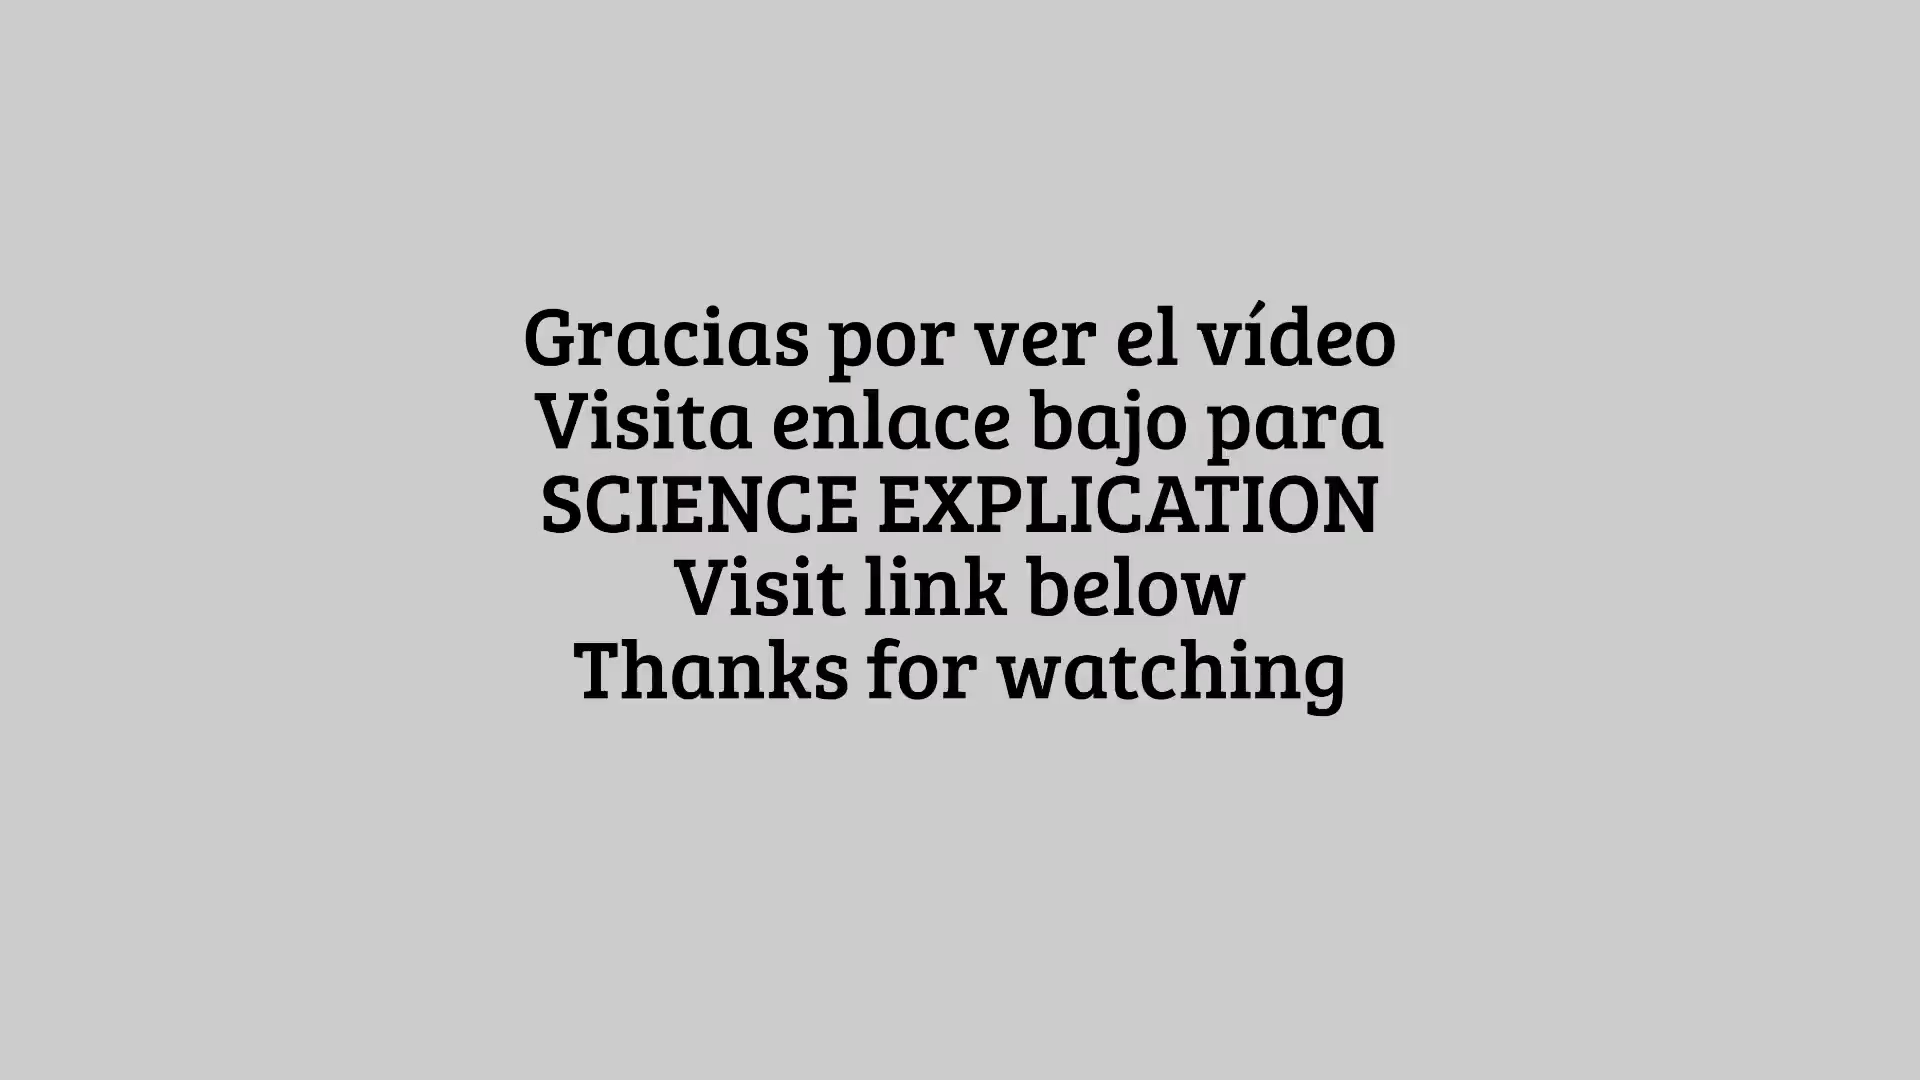 Gracias por ver el vídeo
Visita enlace bajo para
SCIENCE EXPLICATION
Visit link below
Thanks for watching